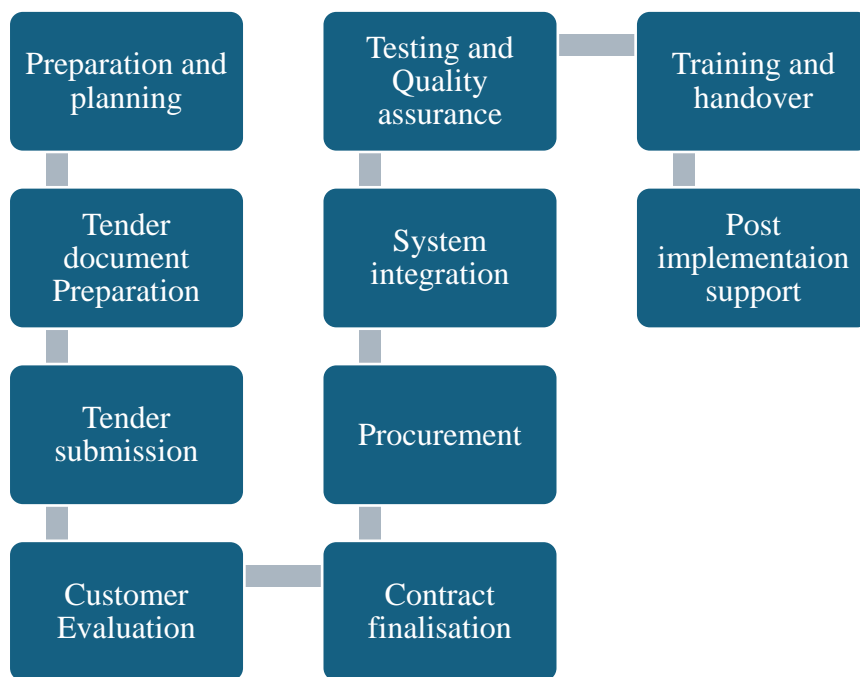 Preparation and
planning
Tender
document
Preparation
Tender
submission
Customer
Evaluation
Contract
finalisation
Procurement
System
integration
Testing and
Quality
assurance
Training and
handover
Post
implementaion
support